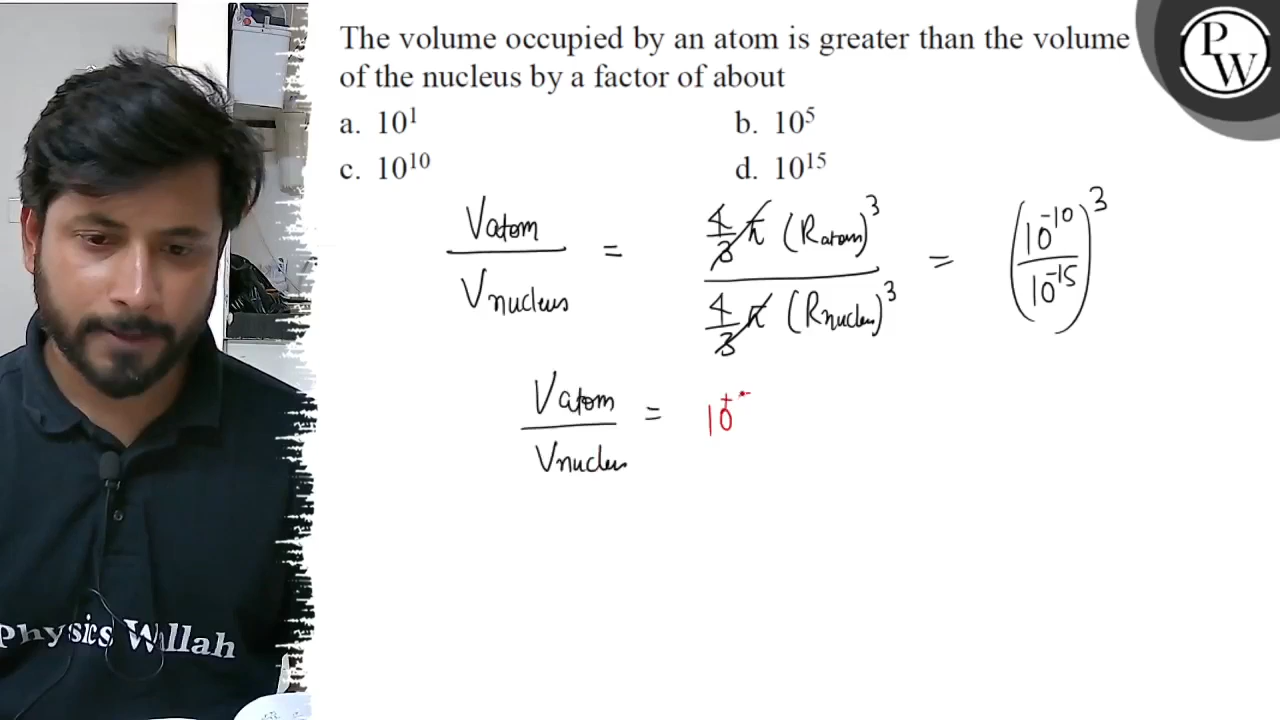 The volume occupied by an atom is greater than the volume
of the nucleus by a factor of about
a. 10¹ b. 10⁵
c. 10¹⁰ d. 10¹⁵
Vatom / Vnucleus = 4/3 π (Ratom)³ / 4/3 π (Rnucleus)³ = (10⁻¹⁰ / 10⁻¹⁵)³
Vatom / Vnucleus = 10⁺
PW
Physics Wallah